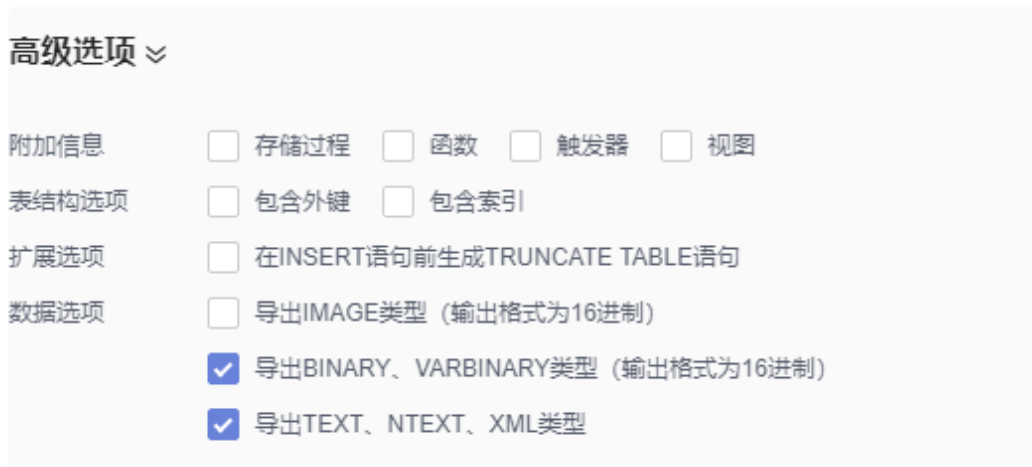 高级选项
附加信息 存储过程 函数 触发器 视图
表结构选项 包含外键 包含索引
扩展选项 在INSERT语句前生成TRUNCATE TABLE语句
数据选项 导出IMAGE类型（输出格式为16进制）
导出BINARY、VARBINARY类型（输出格式为16进制）
导出TEXT、NTEXT、XML类型